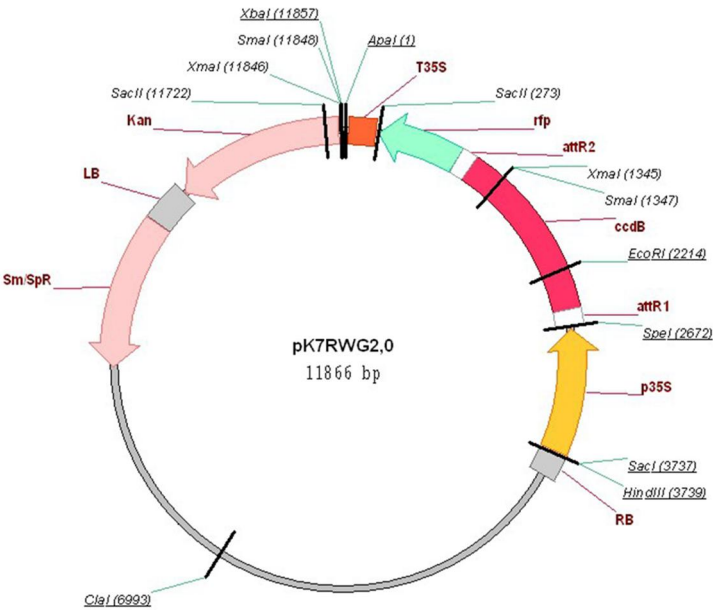 XbaI (11857)
SmaI (11848)
ApaI (1)
XmaI (11846)
T35S
SacII (11722)
SacII (273)
Kan
rfp
attR2
LB
XmaI (1345)
SmaI (1347)
ccdB
EcoRI (2214)
Sm/SpR
attR1
SpeI (2672)
pK7RWG2,0
11866 bp
p35S
SacI (3737)
HindIII (3739)
RB
ClaI (6993)